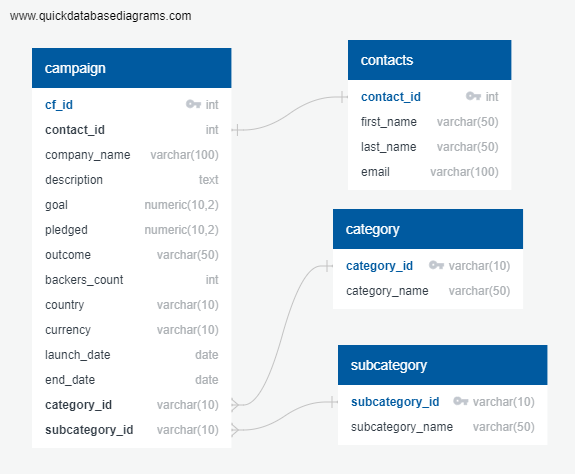 www.quickdatabasediagrams.com
campaign
cf_id int
contact_id int
company_name varchar(100)
description text
goal numeric(10,2)
pledged numeric(10,2)
outcome varchar(50)
backers_count int
country varchar(10)
currency varchar(10)
launch_date date
end_date date
category_id varchar(10)
subcategory_id varchar(10)
contacts
contact_id int
first_name varchar(50)
last_name varchar(50)
email varchar(100)
category
category_id varchar(10)
category_name varchar(50)
subcategory
subcategory_id varchar(10)
subcategory_name varchar(50)